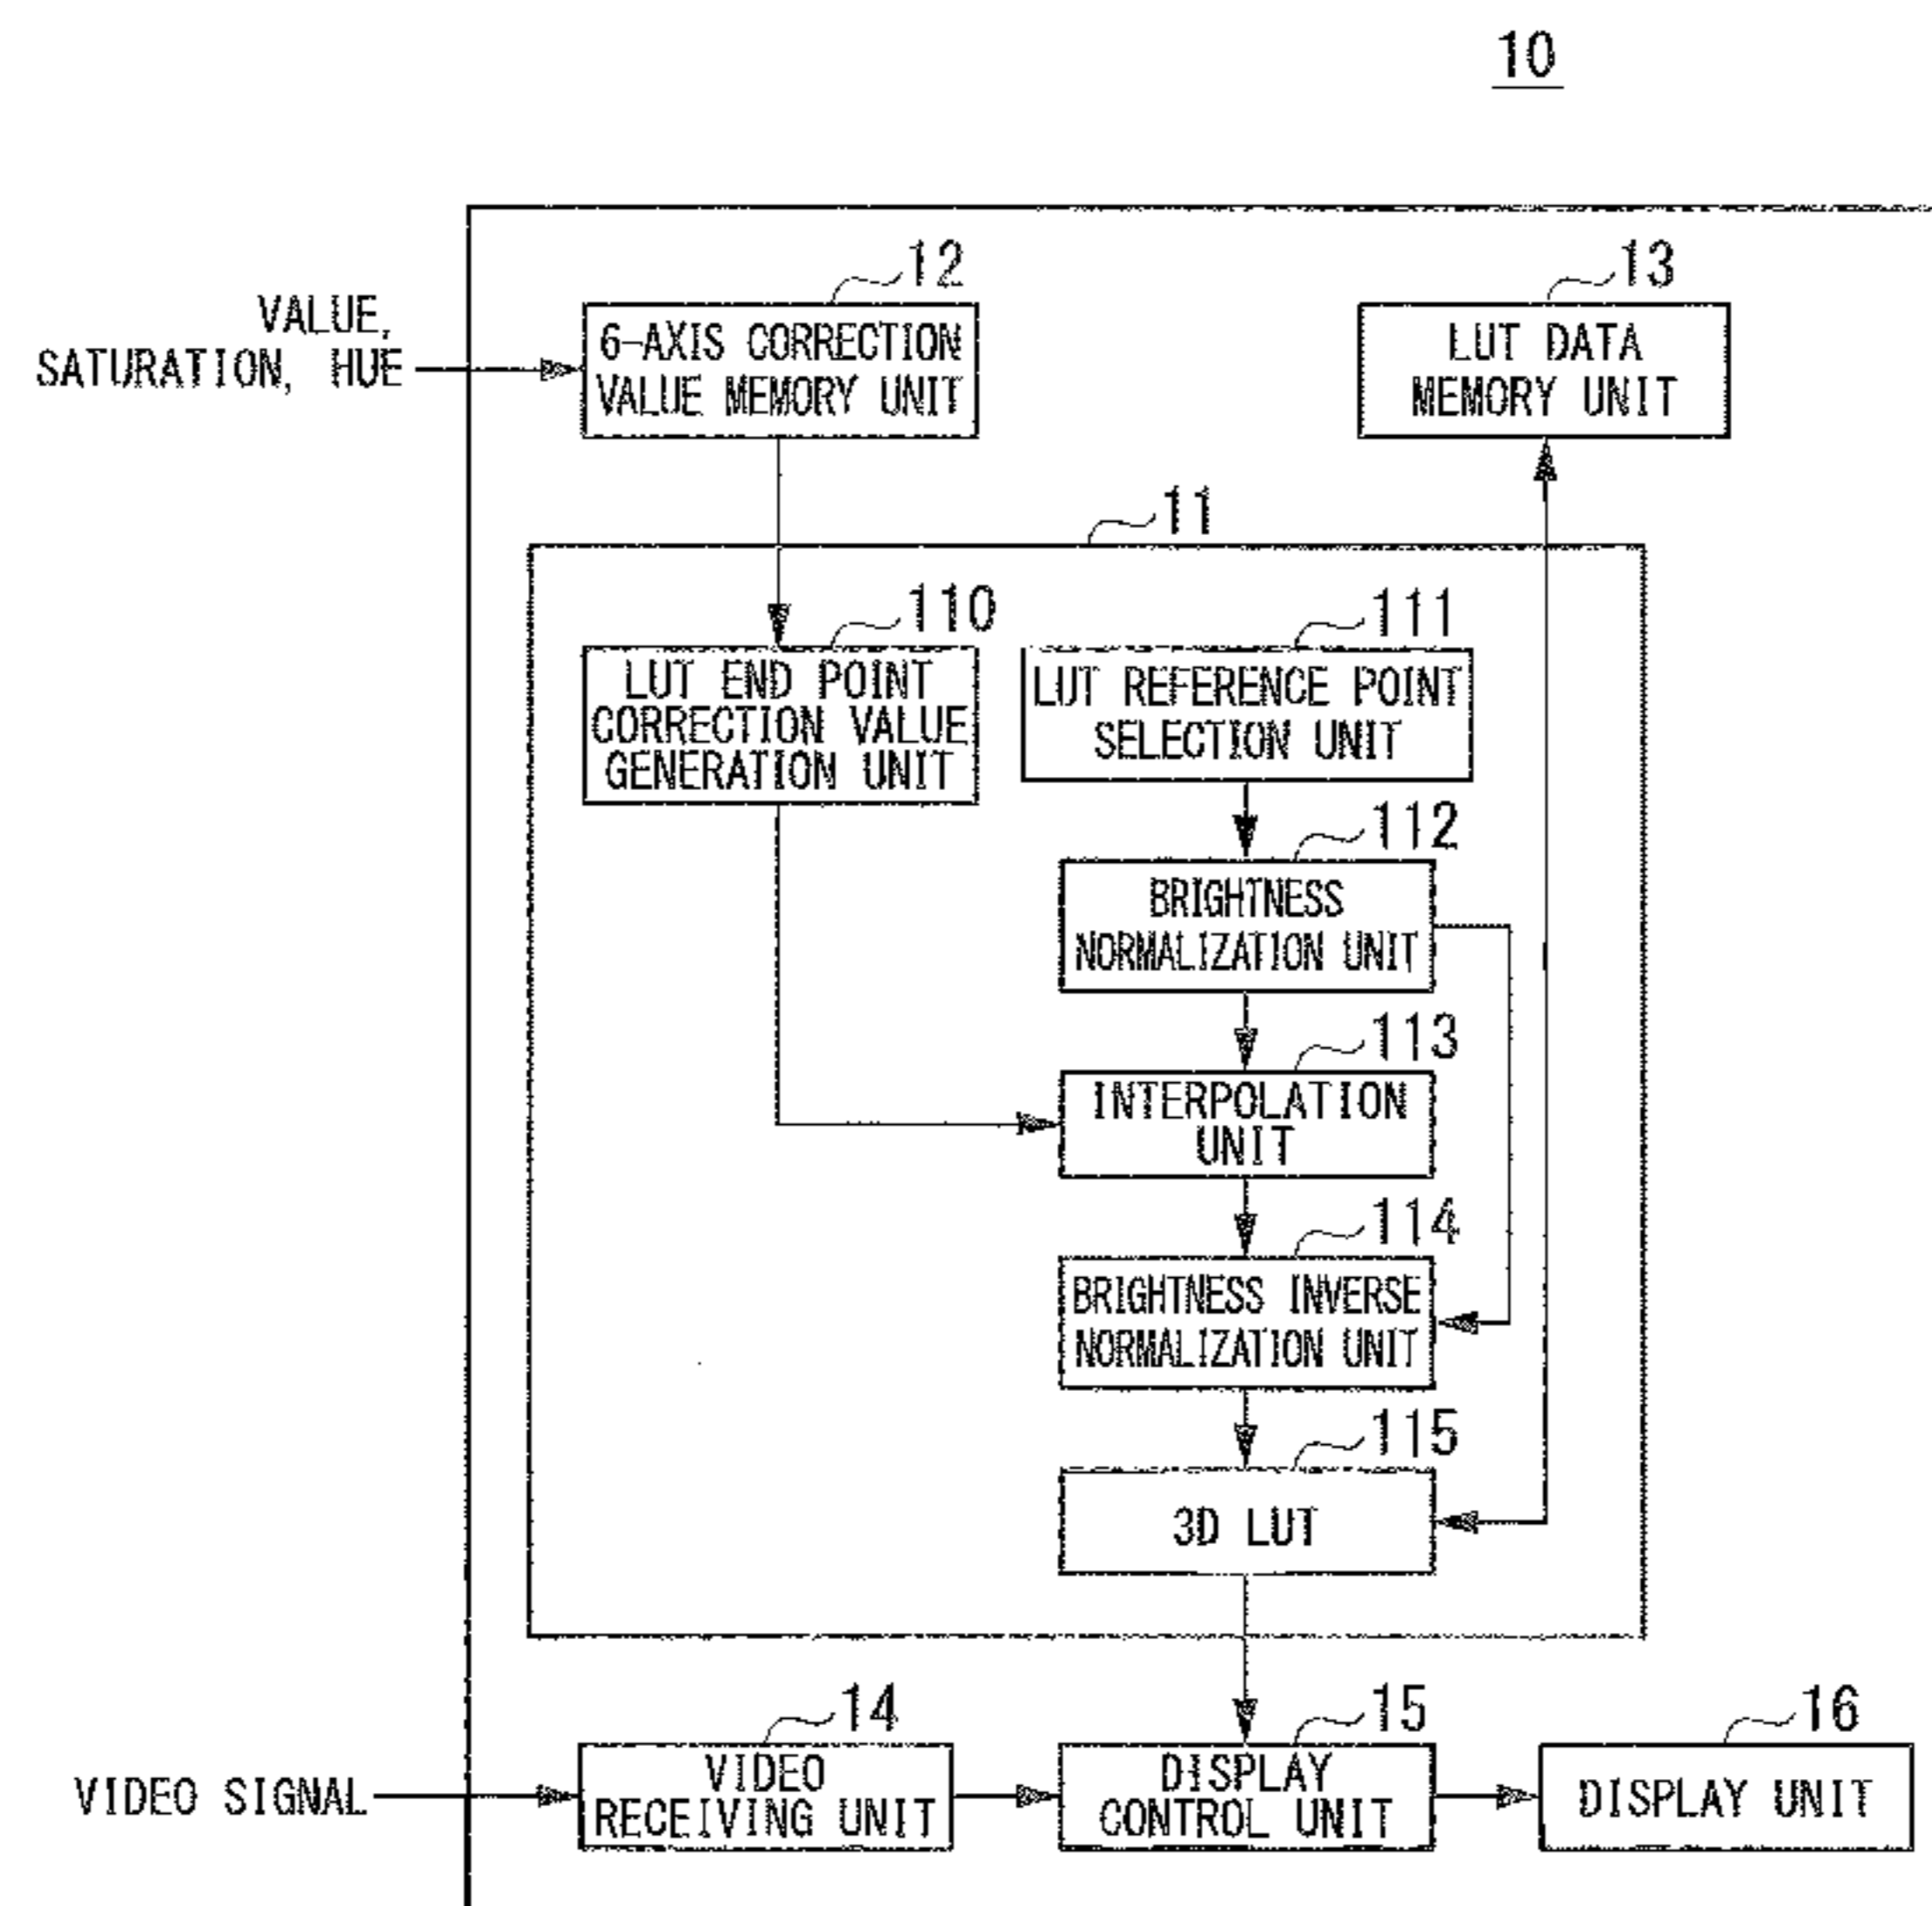 10
12
13
VALUE,
SATURATION, HUE
6-AXIS CORRECTION
VALUE MEMORY UNIT
LUT DATA
MEMORY UNIT
11
110
111
LUT END POINT
CORRECTION VALUE
GENERATION UNIT
LUT REFERENCE POINT
SELECTION UNIT
112
BRIGHTNESS
NORMALIZATION UNIT
113
INTERPOLATION
UNIT
114
BRIGHTNESS INVERSE
NORMALIZATION UNIT
115
3D LUT
14
15
16
VIDEO SIGNAL
VIDEO
RECEIVING UNIT
DISPLAY
CONTROL UNIT
DISPLAY UNIT